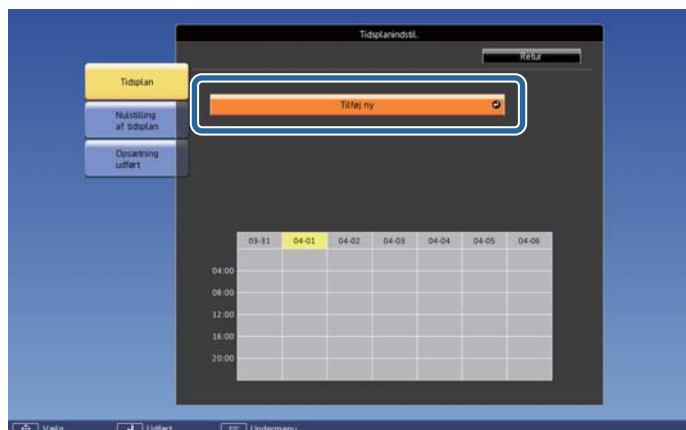 Tidsplanindstil.
Retur
Tidsplan
Tilføj ny
Nulstilling
af tidsplan
Opsætning
udført
03-31 04-01 04-02 04-03 04-04 04-05 04-06
04:00
08:00
12:00
16:00
20:00
Vælg Udført Undermenu